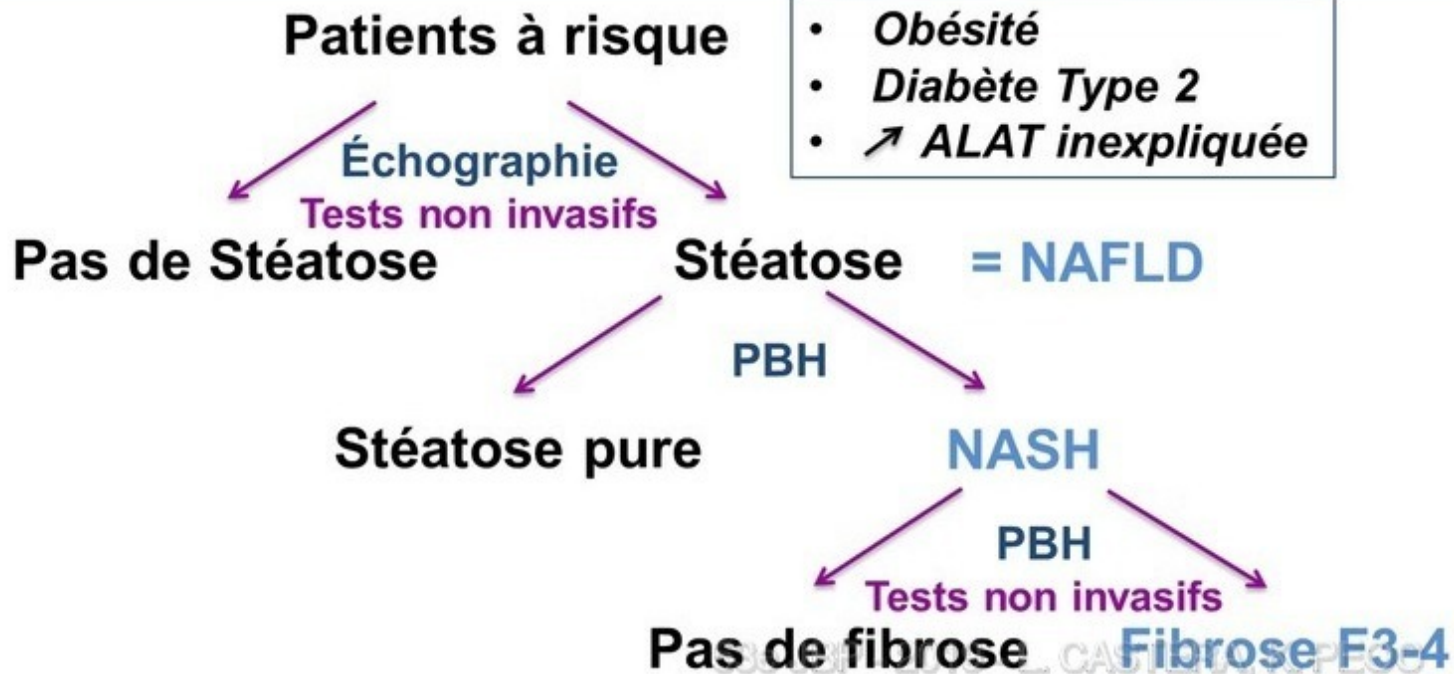 Patients à risque
• Obésité
• Diabète Type 2
• ↗ ALAT inexpliquée
Échographie
Tests non invasifs
Pas de Stéatose
Stéatose
= NAFLD
PBH
Stéatose pure
NASH
PBH
Tests non invasifs
Pas de fibrose
Fibrose F3-4